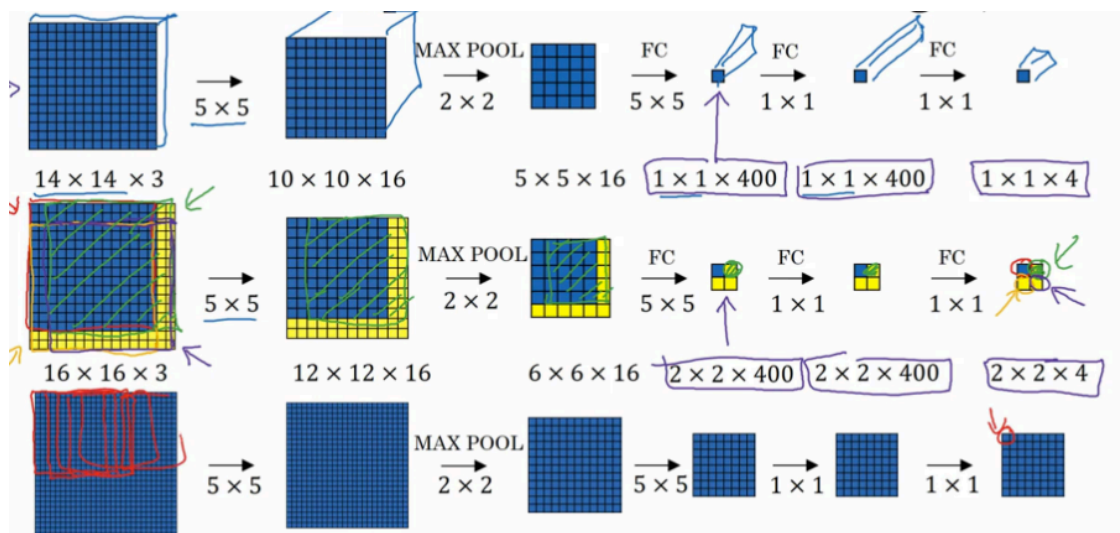 MAX POOL FC FC FC
5 × 5 2 × 2 5 × 5 1 × 1 1 × 1
14 × 14 × 3 10 × 10 × 16 5 × 5 × 16 1 × 1 × 400 1 × 1 × 400 1 × 1 × 4
MAX POOL FC FC FC
5 × 5 2 × 2 5 × 5 1 × 1 1 × 1
16 × 16 × 3 12 × 12 × 16 6 × 6 × 16 2 × 2 × 400 2 × 2 × 400 2 × 2 × 4
MAX POOL
5 × 5 2 × 2 5 × 5 1 × 1 1 × 1